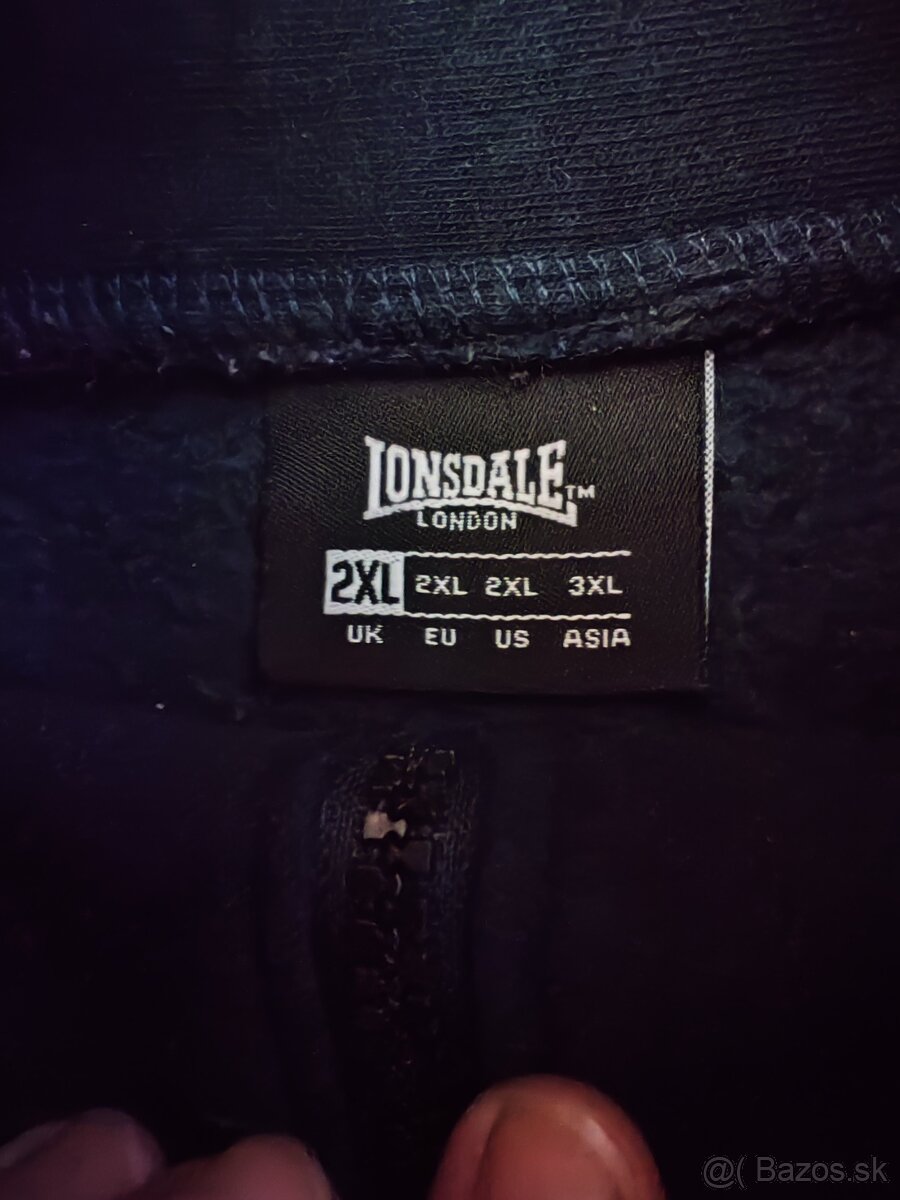 LONSDALE™
LONDON
2XL 2XL 2XL 3XL
UK EU US ASIA
@( Bazos.sk